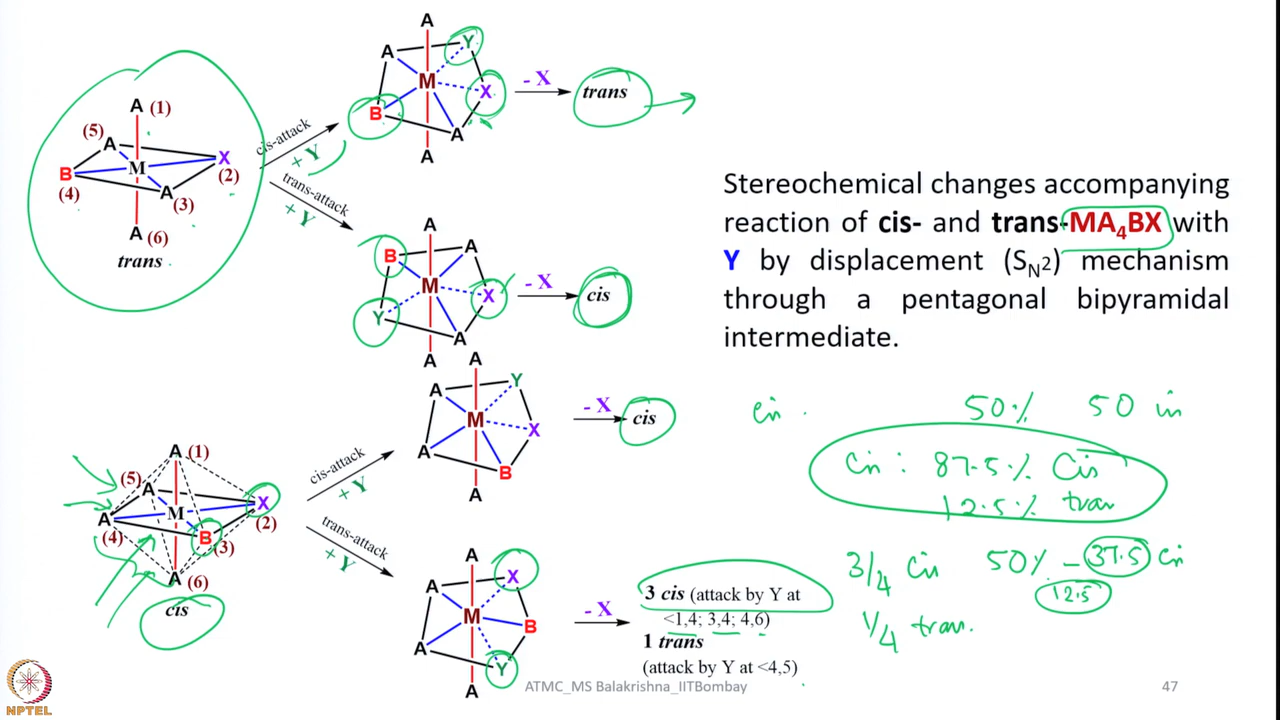 A
A
Y
M
X
B
A
A
- X
trans
cis-attack
+ Y
A (1)
(5) A
X
M
B
(2)
(4)
A
(3)
A (6)
trans
trans-attack
+ Y
A
B
A
M
X
Y
A
A
- X
cis
Stereochemical changes accompanying
reaction of cis- and trans-MA4BX with
Y by displacement (SN2) mechanism
through a pentagonal bipyramidal
intermediate.
A
A
Y
M
X
A
B
A
- X
cis
A (1)
(5)
A
X
M
A
(2)
(4)
B
(3)
A (6)
cis
cis-attack
+ Y
trans-attack
+ Y
A
A
X
M
B
A
Y
A
- X
3 cis (attack by Y at
<1,4; 3,4; 4,6)
1 trans
(attack by Y at <4,5)
50% 50
: 87.5% Cis
12.5% tran
3/4 Cis 50% - 37.5
12.5
1/4 tran.
NPTEL
ATMC_MS Balakrishna_IITBombay
47